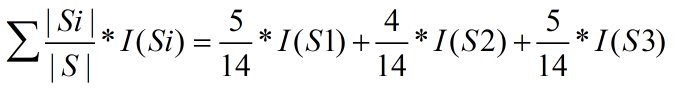 ∑ |Si|/|S| * I(Si) = 5/14 * I(S1) + 4/14 * I(S2) + 5/14 * I(S3)